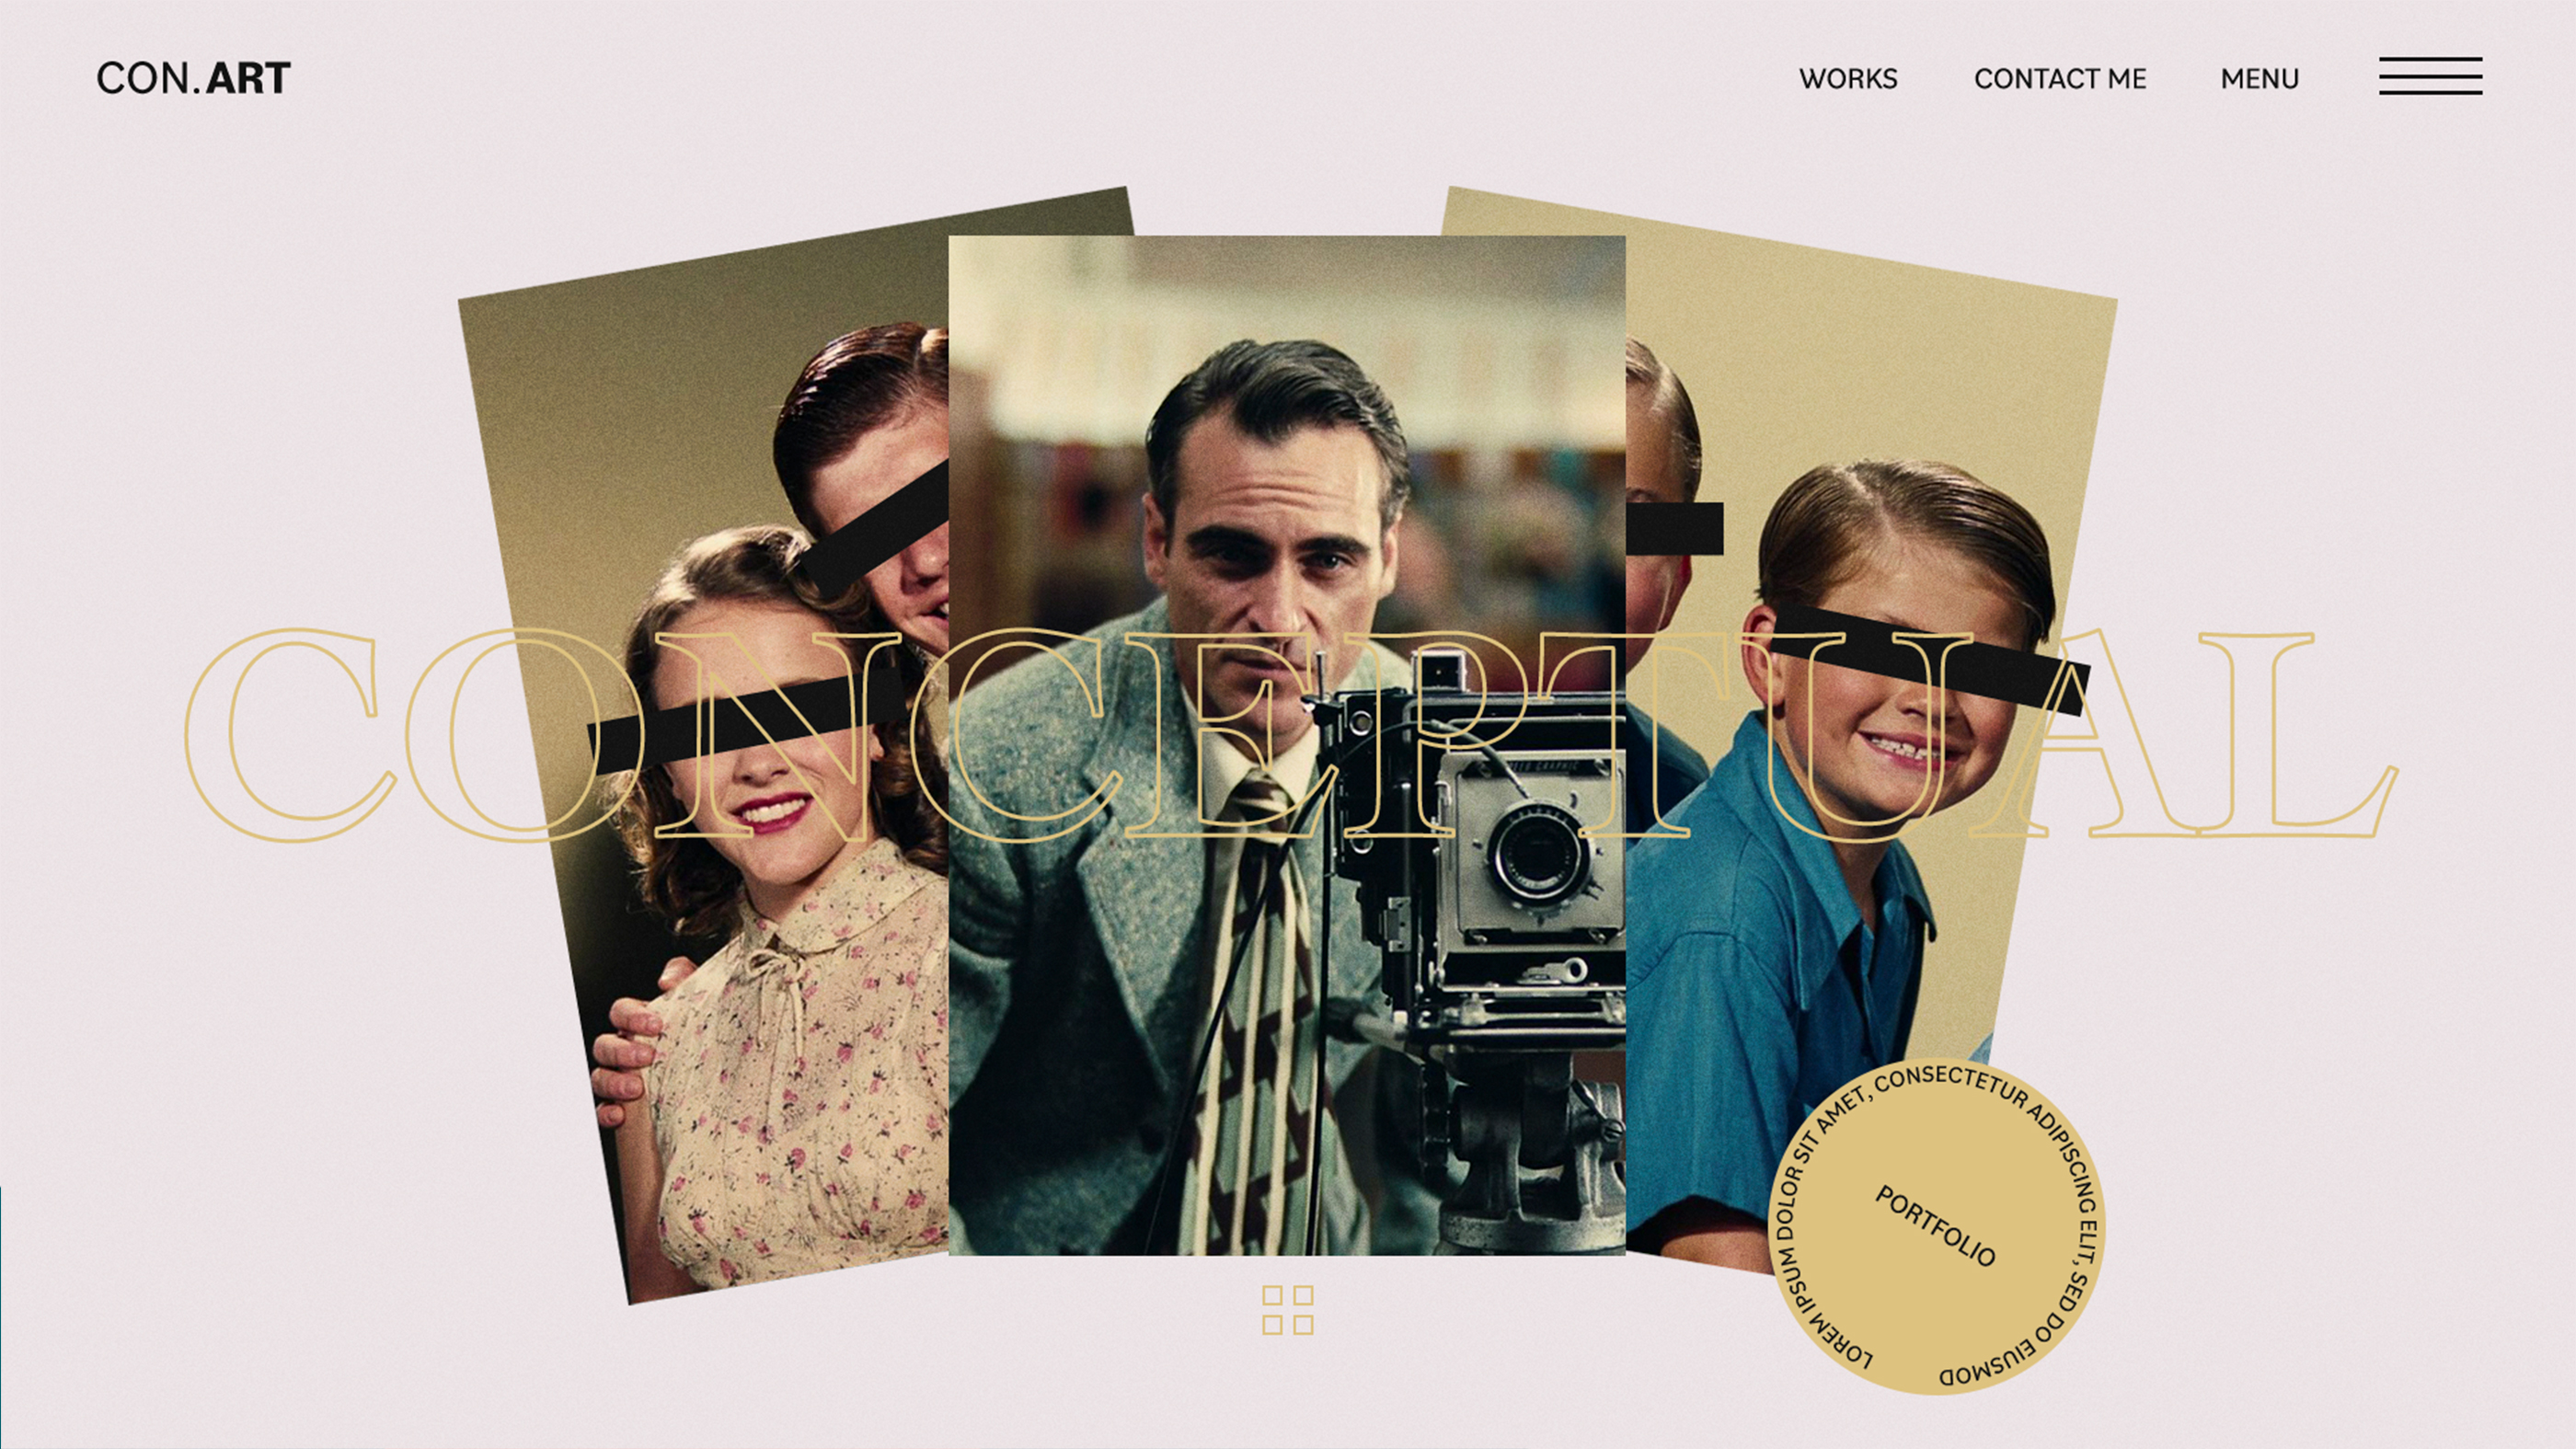 CON.ART
WORKS
CONTACT ME
MENU
CONCEPTUAL
LOREM IPSUM DOLOR SIT AMET, CONSECTETUR ADIPISCING ELIT, SED DO EIUSMOD
PORTFOLIO